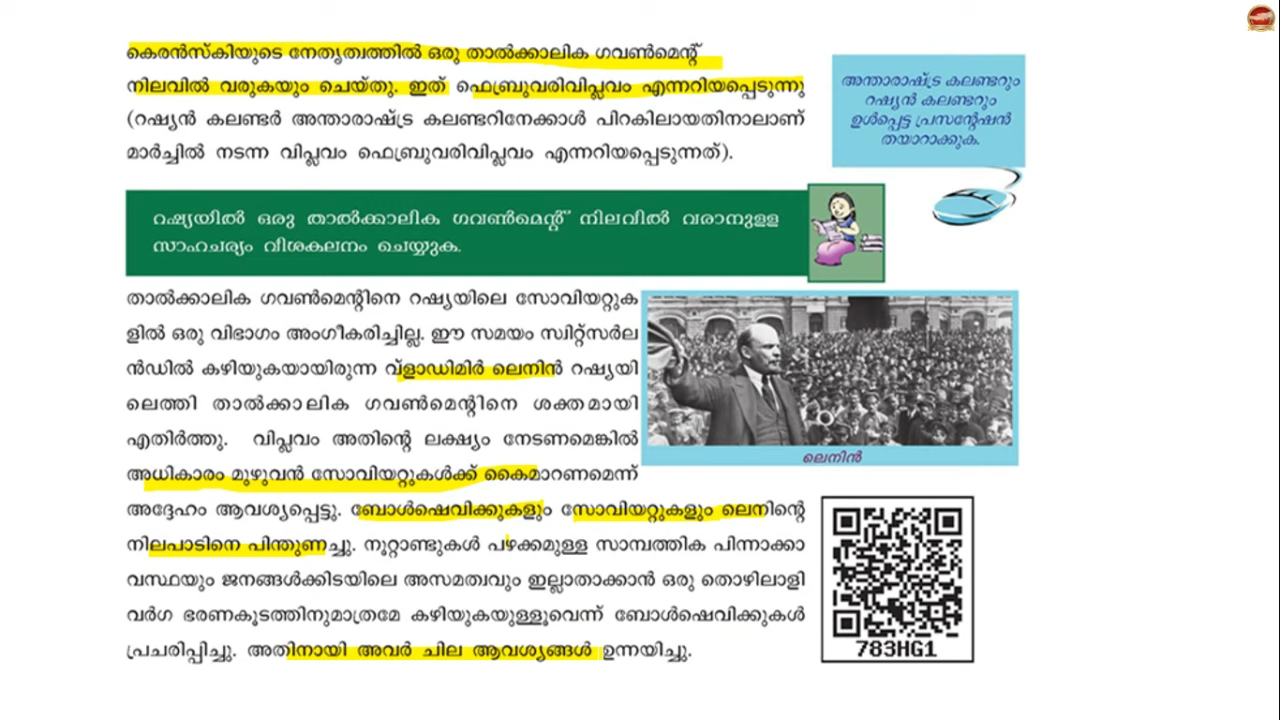 കെരൻസ്കിയുടെ നേതൃത്വത്തിൽ ഒരു താൽക്കാലിക ഗവൺമെന്റ്
നിലവിൽ വരുകയും ചെയ്തു. ഇത് ഫെബ്രുവരിവിപ്ലവം എന്നറിയപ്പെടുന്നു
(റഷ്യൻ കലണ്ടർ അന്താരാഷ്ട്ര കലണ്ടറിനേക്കാൾ പിറകിലായതിനാലാണ്
മാർച്ചിൽ നടന്ന വിപ്ലവം ഫെബ്രുവരിവിപ്ലവം എന്നറിയപ്പെടുന്നത്).
അന്താരാഷ്ട്ര കലണ്ടറും
റഷ്യൻ കലണ്ടറും
ഉൾപ്പെട്ട പ്രസന്റേഷൻ
തയാറാക്കുക.
റഷ്യയിൽ ഒരു താൽക്കാലിക ഗവൺമെന്റ് നിലവിൽ വരാനുള്ള
സാഹചര്യം വിശകലനം ചെയ്യുക.
താൽക്കാലിക ഗവൺമെന്റിനെ റഷ്യയിലെ സോവിയറ്റുക
ളിൽ ഒരു വിഭാഗം അംഗീകരിച്ചില്ല. ഈ സമയം സ്വിറ്റ്സർല
ൻഡിൽ കഴിയുകയായിരുന്ന വ്ളാഡിമിർ ലെനിൻ റഷ്യയി
ലെത്തി താൽക്കാലിക ഗവൺമെന്റിനെ ശക്തമായി
എതിർത്തു. വിപ്ലവം അതിന്റെ ലക്ഷ്യം നേടണമെങ്കിൽ
അധികാരം മുഴുവൻ സോവിയറ്റുകൾക്ക് കൈമാറണമെന്ന്
അദ്ദേഹം ആവശ്യപ്പെട്ടു. ബോൾഷെവിക്കുകളും സോവിയറ്റുകളും ലെനിന്റെ
നിലപാടിനെ പിന്തുണച്ചു. നൂറ്റാണ്ടുകൾ പഴക്കമുള്ള സാമ്പത്തിക പിന്നാക്കാ
വസ്ഥയും ജനങ്ങൾക്കിടയിലെ അസമത്വവും ഇല്ലാതാക്കാൻ ഒരു തൊഴിലാളി
വർഗ ഭരണകൂടത്തിനുമാത്രമേ കഴിയുകയുള്ളൂവെന്ന് ബോൾഷെവിക്കുകൾ
പ്രചരിപ്പിച്ചു. അതിനായി അവർ ചില ആവശ്യങ്ങൾ ഉന്നയിച്ചു.
ലെനിൻ
783HG1